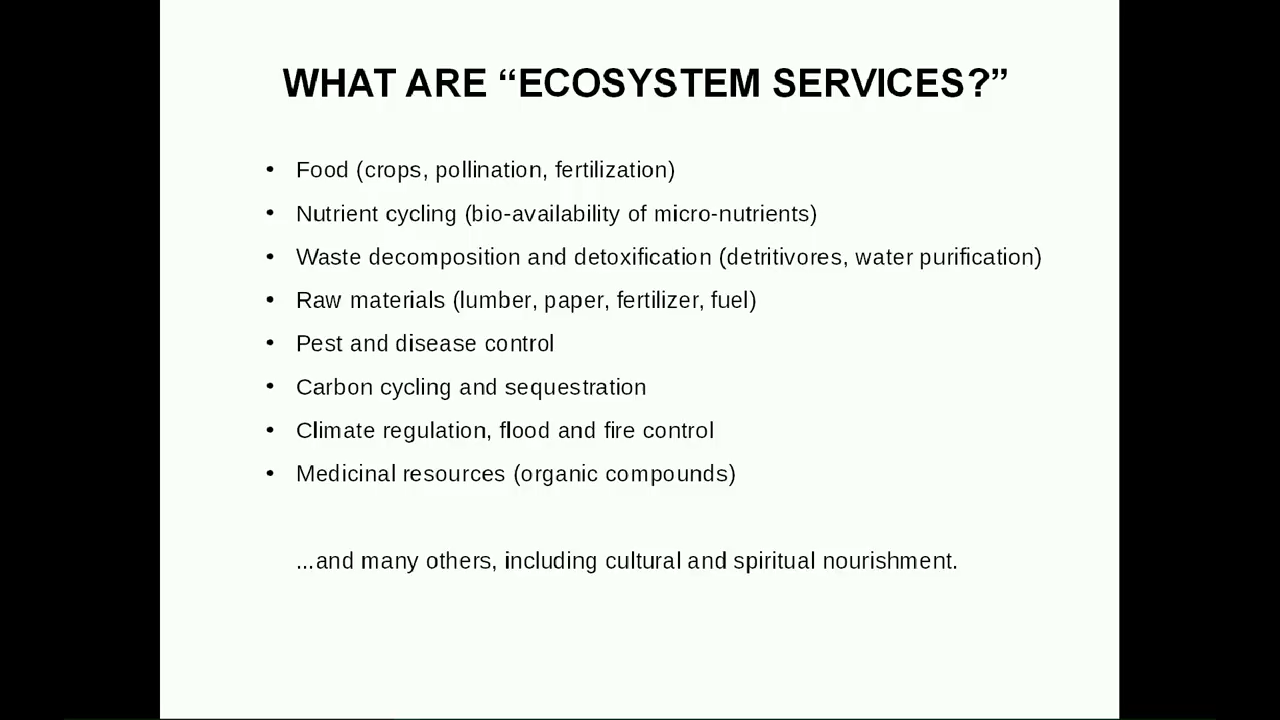 WHAT ARE “ECOSYSTEM SERVICES?”
• Food (crops, pollination, fertilization)
• Nutrient cycling (bio-availability of micro-nutrients)
• Waste decomposition and detoxification (detritivores, water purification)
• Raw materials (lumber, paper, fertilizer, fuel)
• Pest and disease control
• Carbon cycling and sequestration
• Climate regulation, flood and fire control
• Medicinal resources (organic compounds)
...and many others, including cultural and spiritual nourishment.